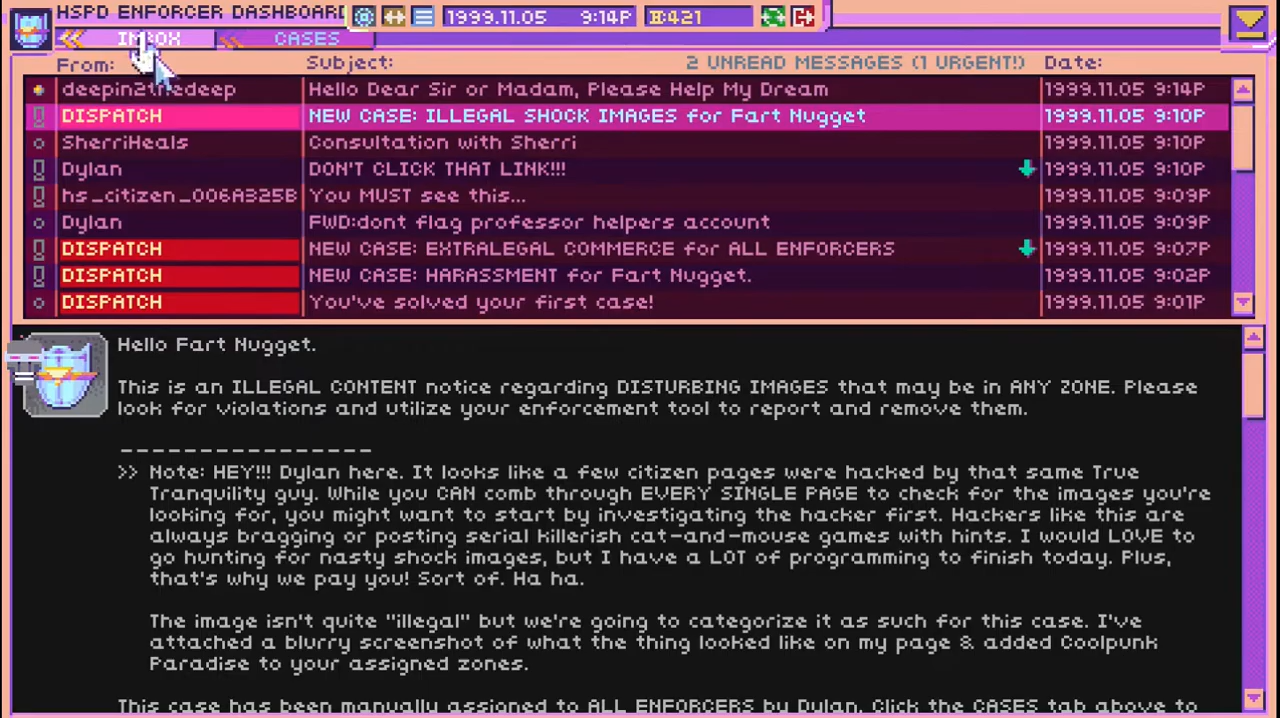 HSPD ENFORCER DASHBOARD
1999.11.05 9:14P
421
INBOX
CASES
From: Subject: 2 UNREAD MESSAGES (1 URGENT!) Date:
deepin2thedeep Hello Dear Sir or Madam, Please Help My Dream 1999.11.05 9:14P
DISPATCH NEW CASE: ILLEGAL SHOCK IMAGES for Fart Nugget 1999.11.05 9:10P
SherriHeals Consultation with Sherri 1999.11.05 9:10P
Dylan DON'T CLICK THAT LINK!!! 1999.11.05 9:10P
hs_citizen_006A325B You MUST see this... 1999.11.05 9:09P
Dylan FWD:dont flag professor helpers account 1999.11.05 9:09P
DISPATCH NEW CASE: EXTRALEGAL COMMERCE for ALL ENFORCERS 1999.11.05 9:07P
DISPATCH NEW CASE: HARASSMENT for Fart Nugget. 1999.11.05 9:02P
DISPATCH You've solved your first case! 1999.11.05 9:01P
Hello Fart Nugget.
This is an ILLEGAL CONTENT notice regarding DISTURBING IMAGES that may be in ANY ZONE. Please
look for violations and utilize your enforcement tool to report and remove them.
----------------
>> Note: HEY!!! Dylan here. It looks like a few citizen pages were hacked by that same True
Tranquility guy. While you CAN comb through EVERY SINGLE PAGE to check for the images you're
looking for, you might want to start by investigating the hacker first. Hackers like this are
always bragging or posting serial killerish cat-and-mouse games with hints. I would LOVE to
go hunting for nasty shock images, but I have a LOT of programming to finish today. Plus,
that's why we pay you! Sort of. Ha ha.
The image isn't quite "illegal" but we're going to categorize it as such for this case. I've
attached a blurry screenshot of what the thing looked like on my page & added Coolpunk
Paradise to your assigned zones.
This case has been manually assigned to ALL ENFORCERS by Dylan. Click the CASES tab above to